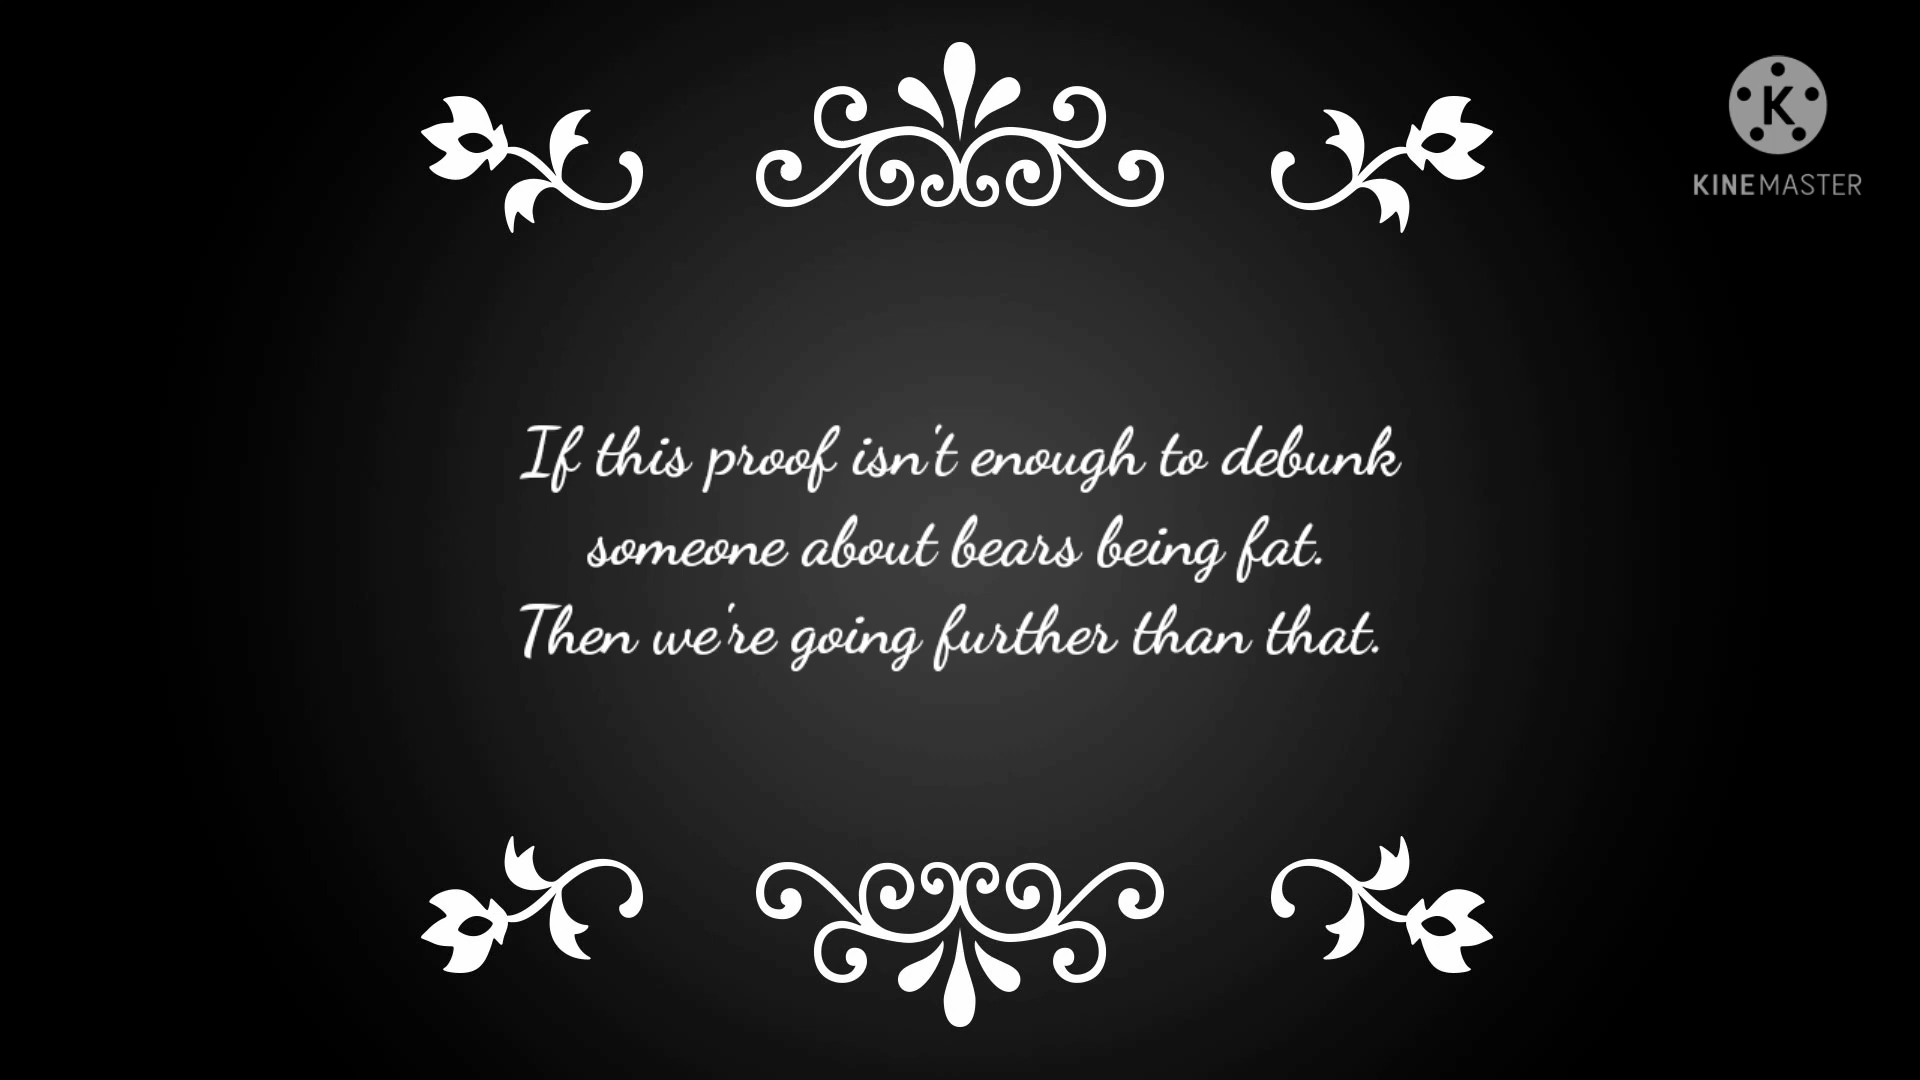 K
KINEMASTER
If this proof isn't enough to debunk
someone about bears being fat.
Then we're going further than that.